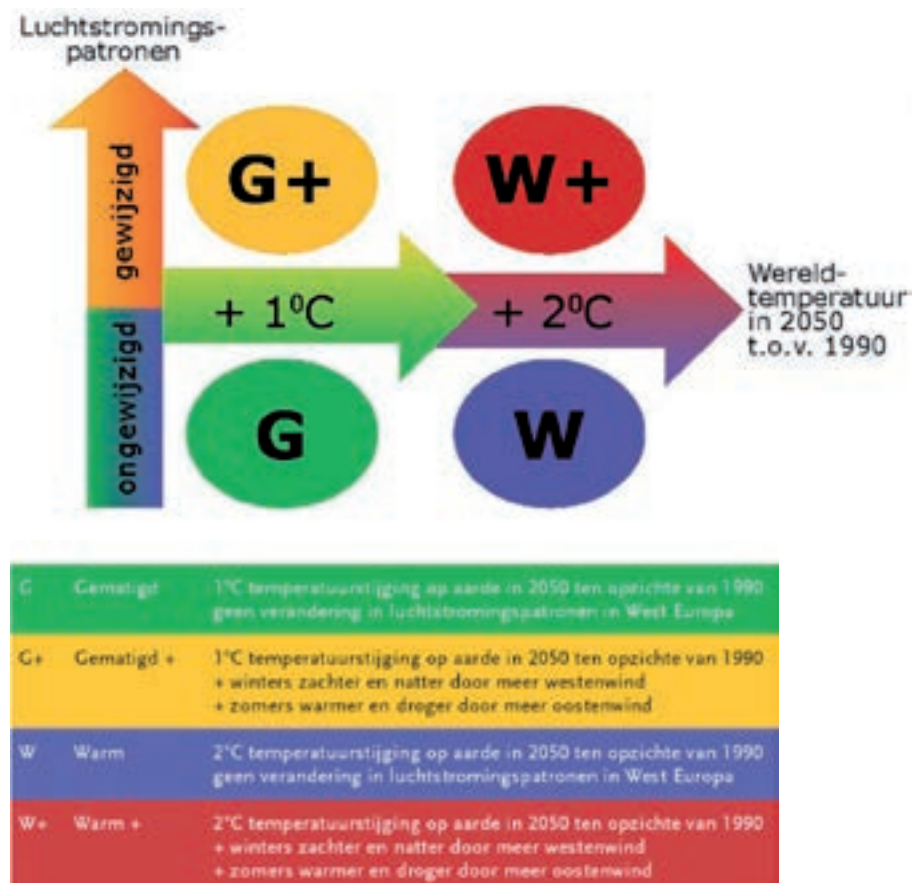 Luchtstromings-
patronen
gewijzigd
ongewijzigd
G+
W+
+ 1⁰C
+ 2⁰C
G
W
Wereld-
temperatuur
in 2050
t.o.v. 1990
G Gematigd 1°C temperatuurstijging op aarde in 2050 ten opzichte van 1990
geen verandering in luchtstromingspatronen in West Europa
G+ Gematigd + 1°C temperatuurstijging op aarde in 2050 ten opzichte van 1990
+ winters zachter en natter door meer westenwind
+ zomers warmer en droger door meer oostenwind
W Warm 2°C temperatuurstijging op aarde in 2050 ten opzichte van 1990
geen verandering in luchtstromingspatronen in West Europa
W+ Warm + 2°C temperatuurstijging op aarde in 2050 ten opzichte van 1990
+ winters zachter en natter door meer westenwind
+ zomers warmer en droger door meer oostenwind